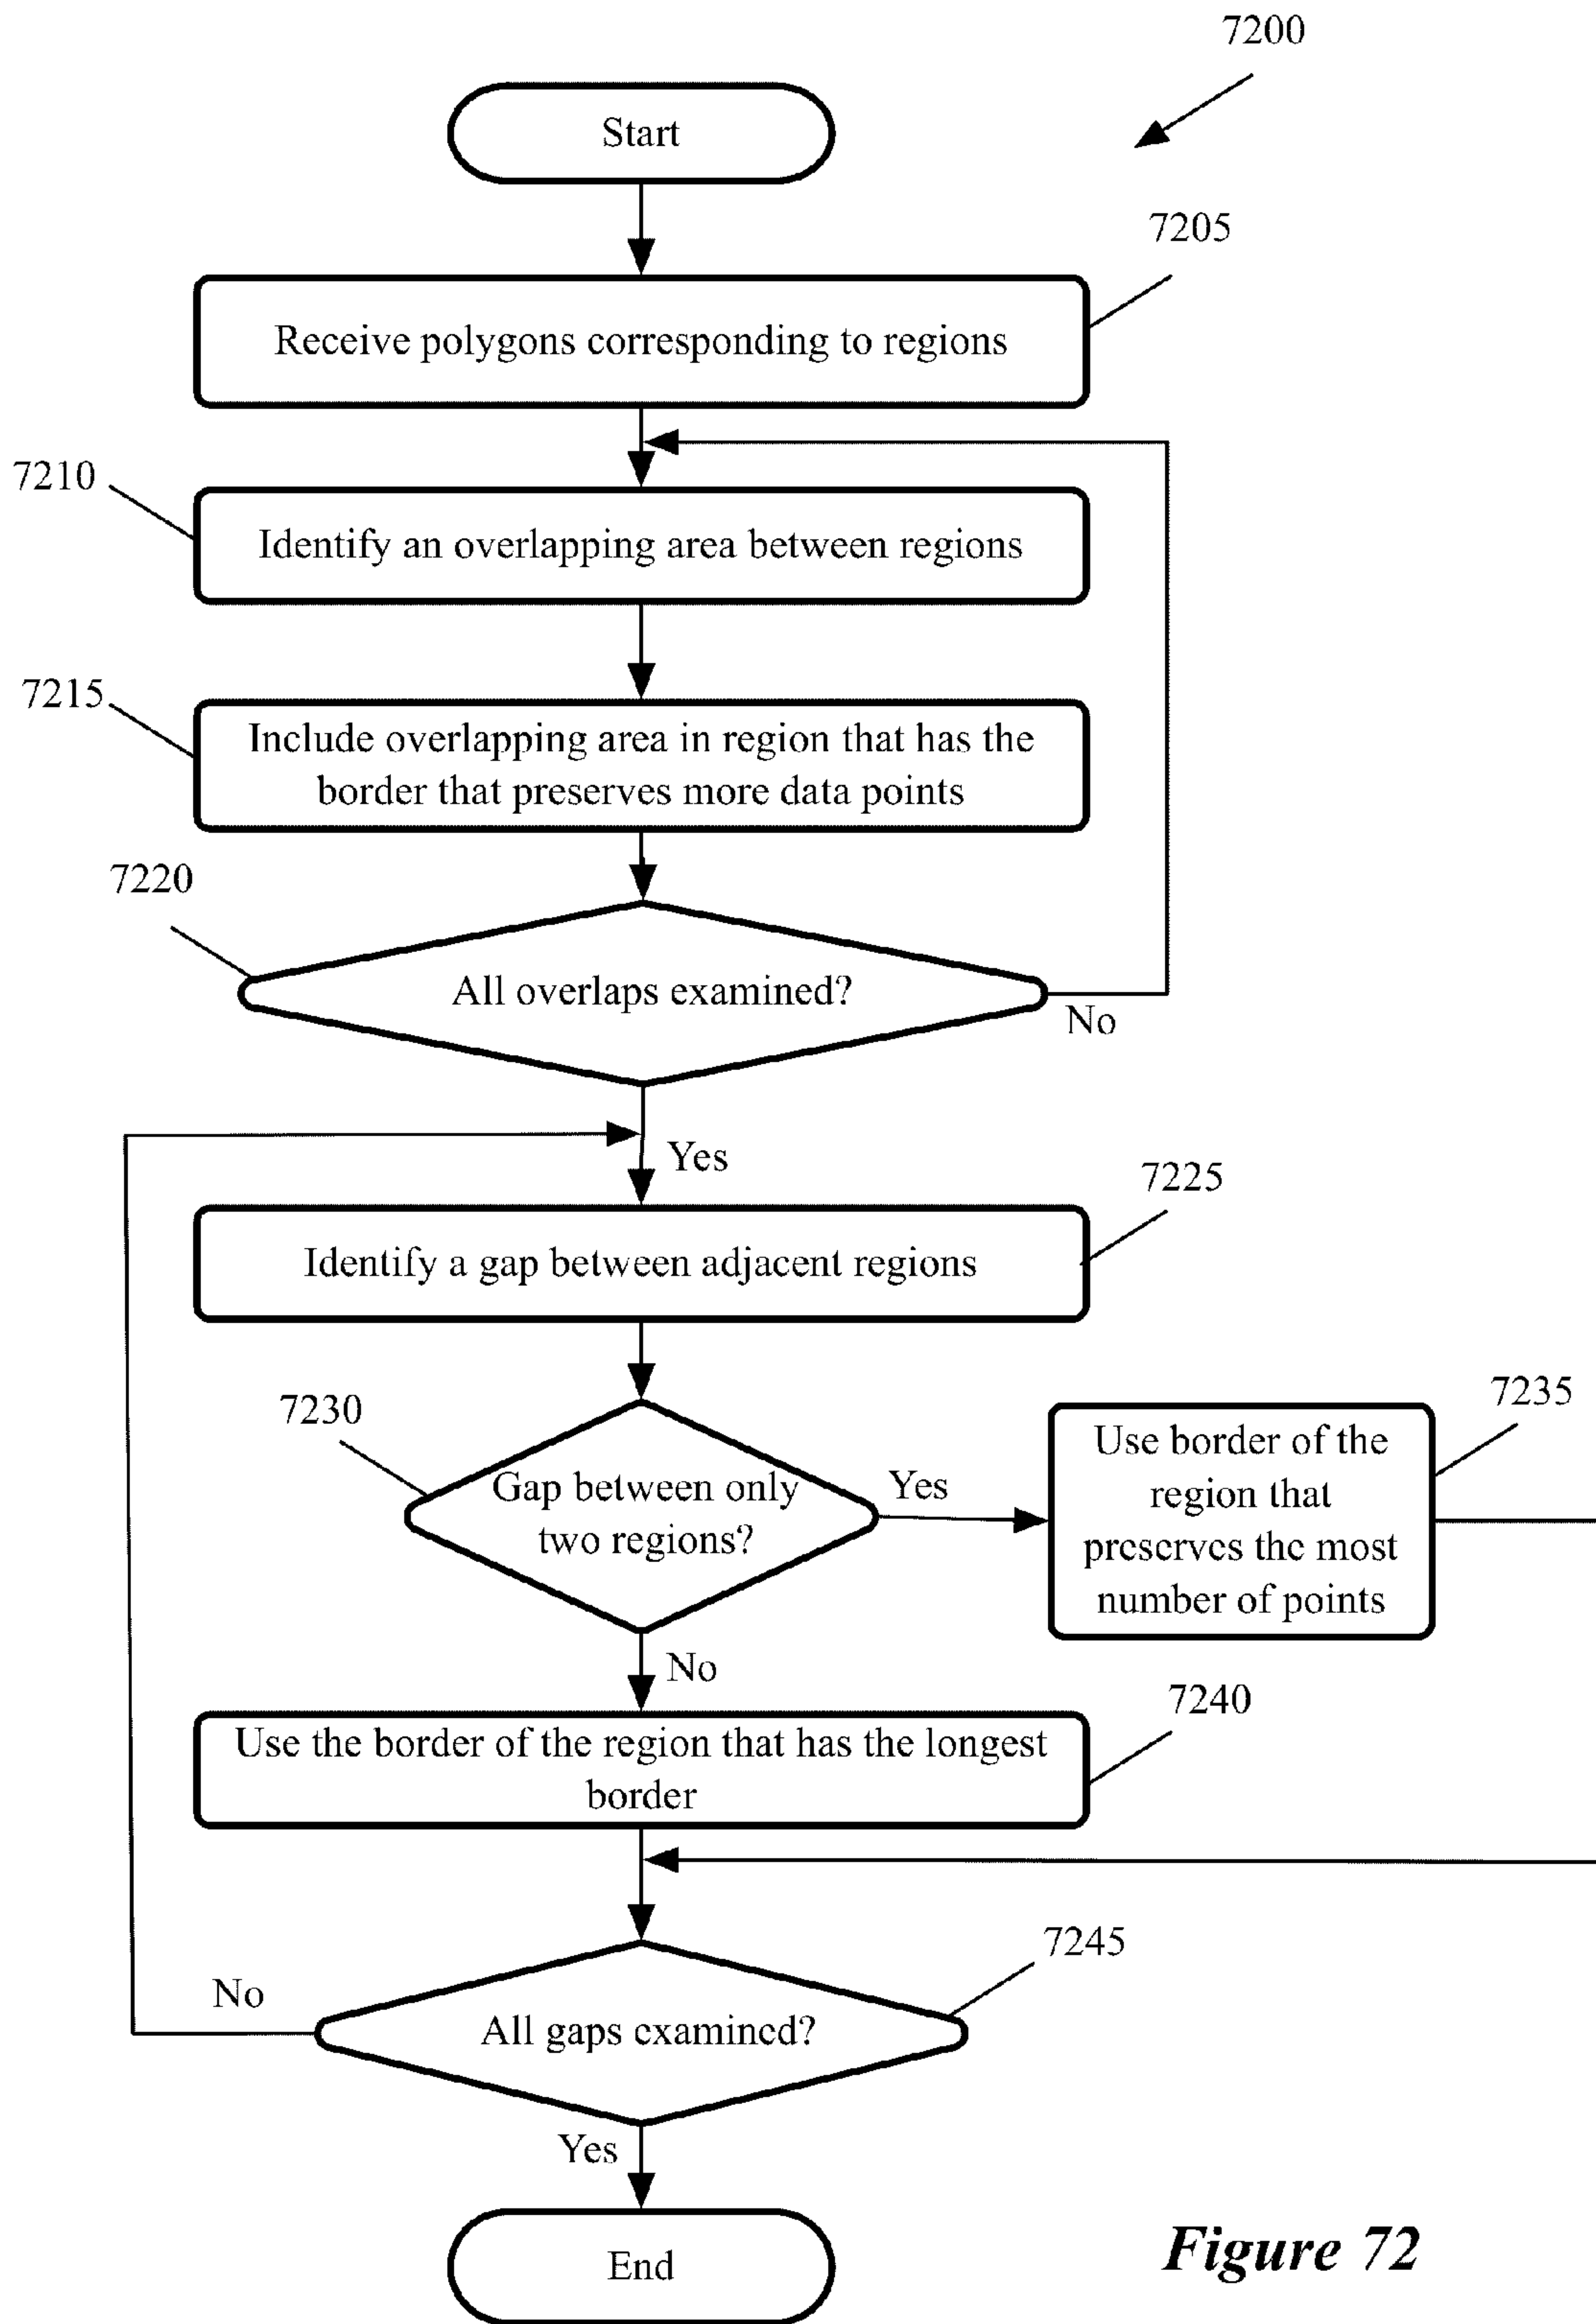 7200
Start
7205
Receive polygons corresponding to regions
7210
Identify an overlapping area between regions
7215
Include overlapping area in region that has the
border that preserves more data points
7220
All overlaps examined?
No
Yes
7225
Identify a gap between adjacent regions
7230
Gap between only
two regions?
Yes
7235
Use border of the
region that
preserves the most
number of points
No
7240
Use the border of the region that has the longest
border
7245
All gaps examined?
No
Yes
End
Figure 72